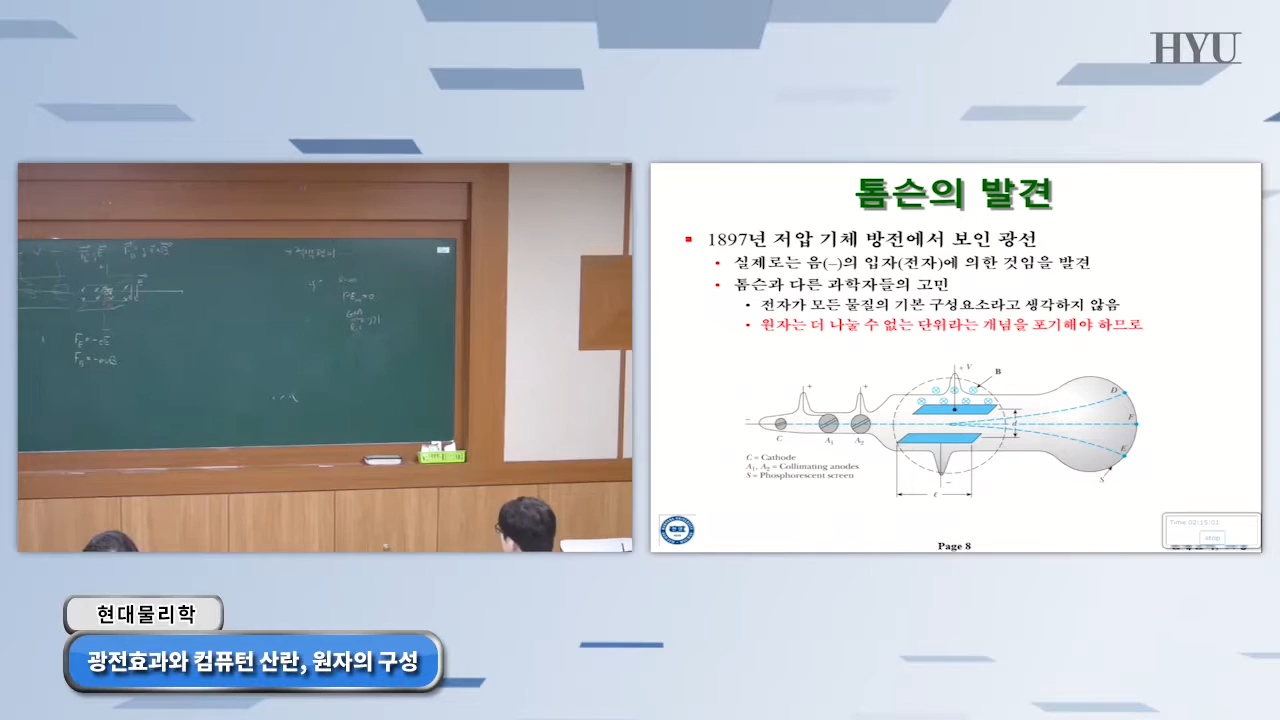 HYU
톰슨의 발견
1897년 저압 기체 방전에서 보인 광선
실제로는 음(–)의 입자(전자)에 의한 것임을 발견
톰슨과 다른 과학자들의 고민
전자가 모든 물질의 기본 구성요소라고 생각하지 않음
원자는 더 나눌 수 없는 단위라는 개념을 포기해야 하므로
+V
B
+
+
–
C
A1
A2
d
D
F
E
S
–
ℓ
C = Cathode
A1, A2 = Collimating anodes
S = Phosphorescent screen
Time 02:15:01
stop
Page 8
현대물리학
광전효과와 컴퓨턴 산란, 원자의 구성